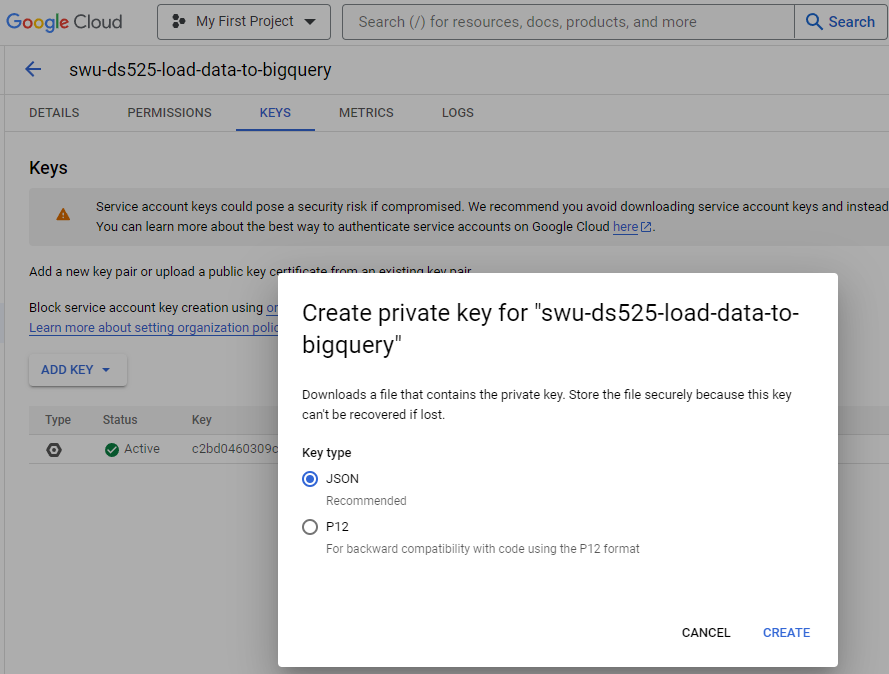 Google Cloud
My First Project
Search (/) for resources, docs, products, and more
Search
swu-ds525-load-data-to-bigquery
DETAILS
PERMISSIONS
KEYS
METRICS
LOGS
Keys
Service account keys could pose a security risk if compromised. We recommend you avoid downloading service account keys and instead
You can learn more about the best way to authenticate service accounts on Google Cloud here.
Add a new key pair or upload a public key certificate from an existing key pair
Block service account key creation using
Learn more about setting organization
ADD KEY
Type Status Key
Active c2bd0460309c
Create private key for "swu-ds525-load-data-to-
bigquery"
Downloads a file that contains the private key. Store the file securely because this key
can't be recovered if lost.
Key type
JSON
Recommended
P12
For backward compatibility with code using the P12 format
CANCEL
CREATE